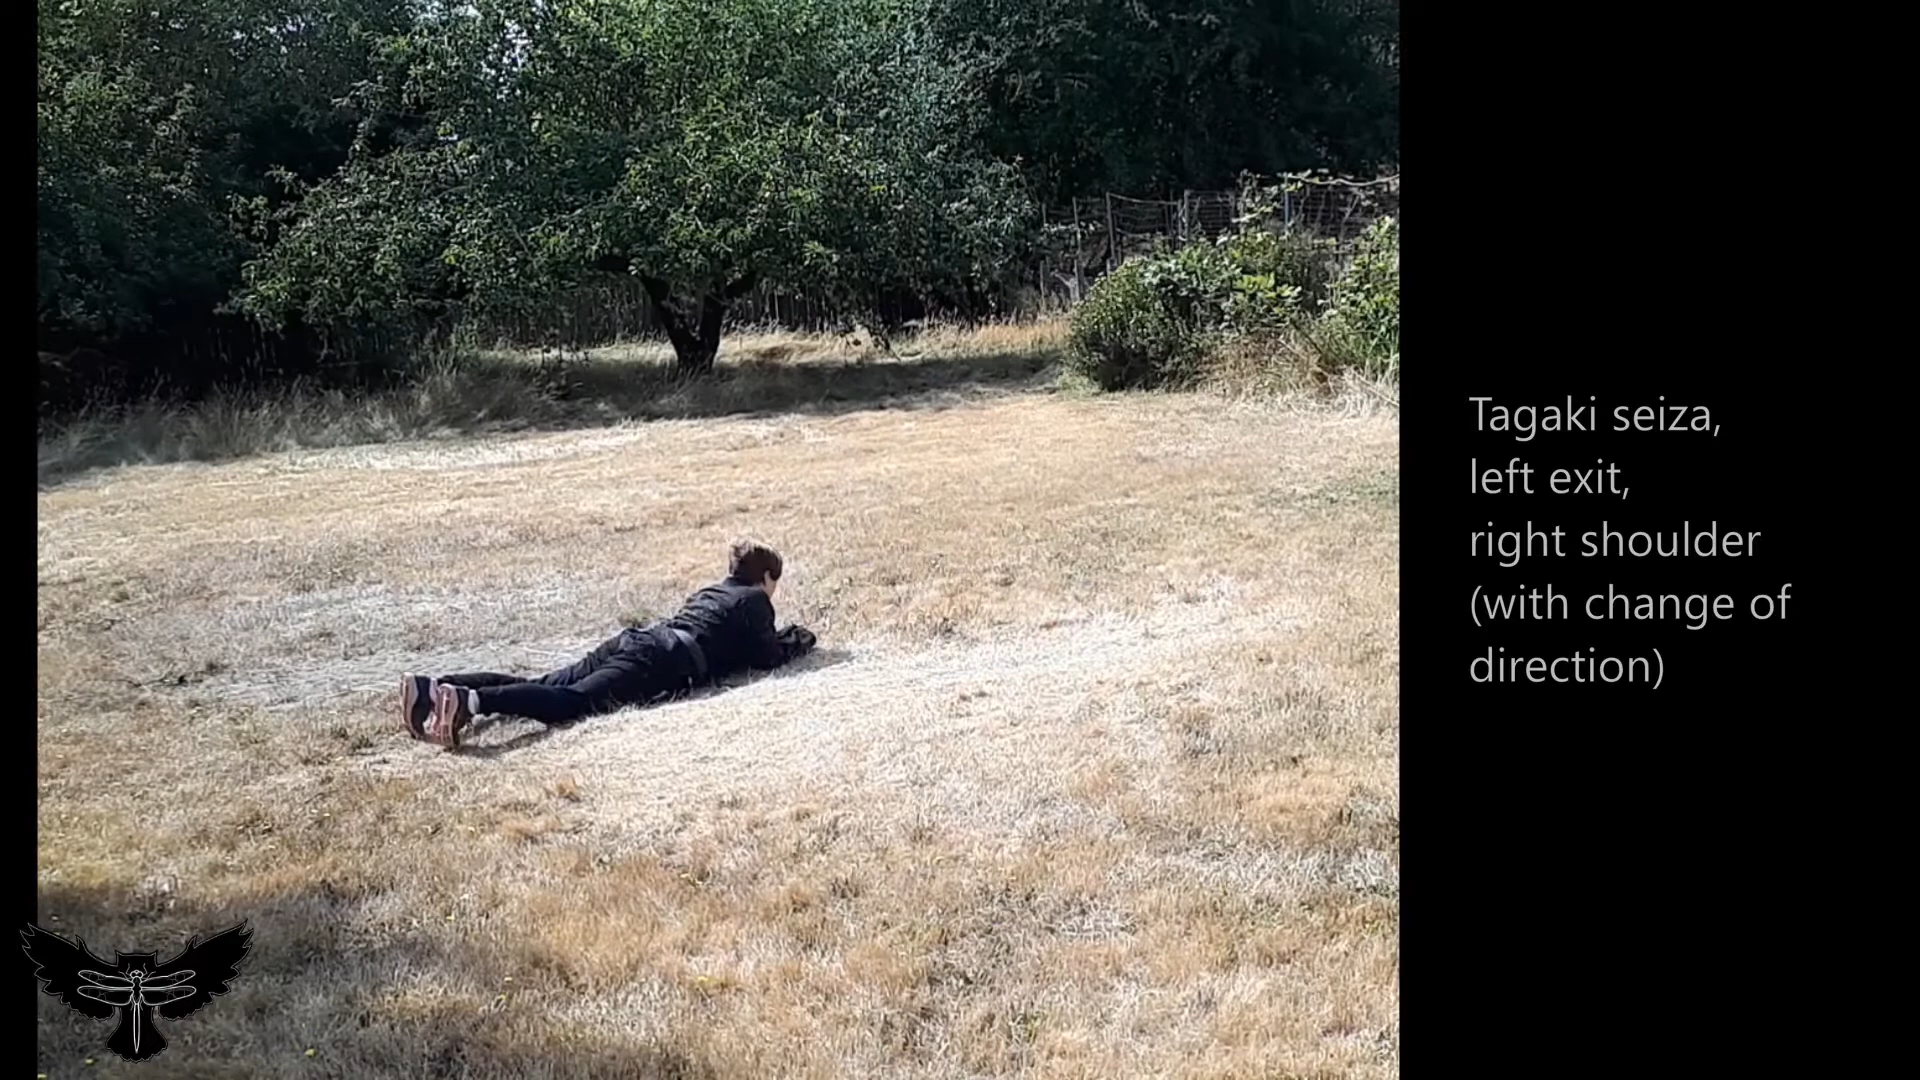 Tagaki seiza,
left exit,
right shoulder
(with change of
direction)